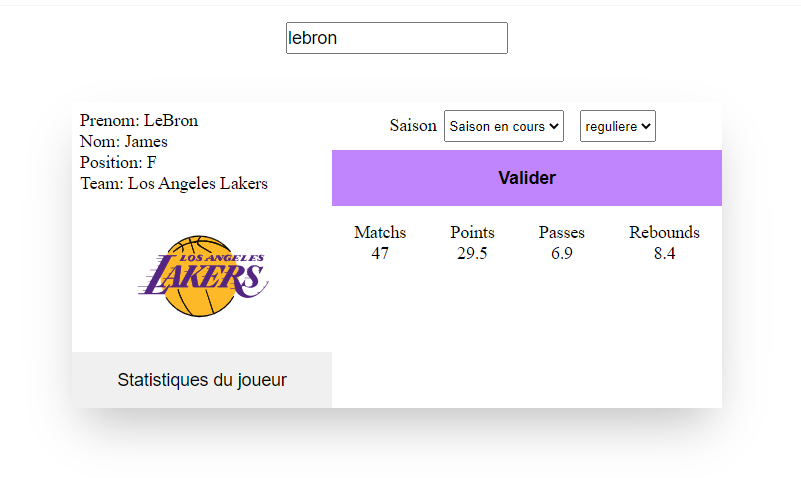 lebron
Prenom: LeBron
Nom: James
Position: F
Team: Los Angeles Lakers
LOS ANGELES
LAKERS
Statistiques du joueur
Saison Saison en cours reguliere
Valider
Matchs Points Passes Rebounds
47 29.5 6.9 8.4